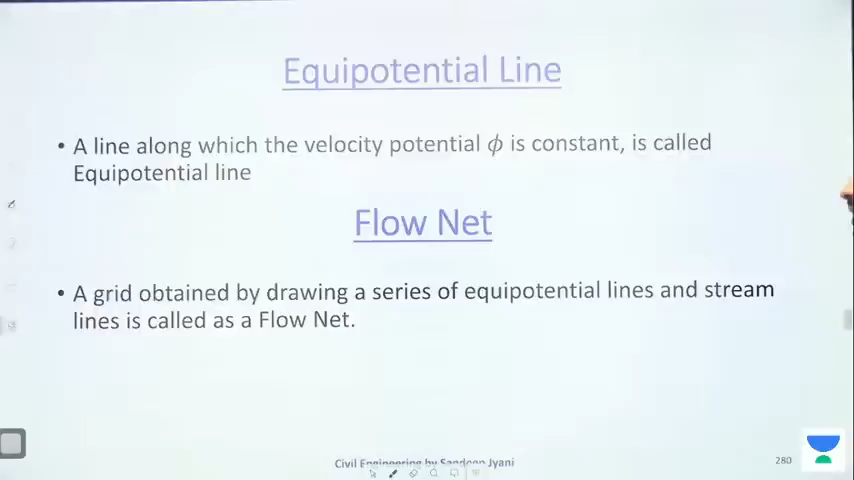 Equipotential Line
• A line along which the velocity potential ϕ is constant, is called
Equipotential line
Flow Net
• A grid obtained by drawing a series of equipotential lines and stream
lines is called as a Flow Net.
Civil Engineering by Sandeep Jyani
280